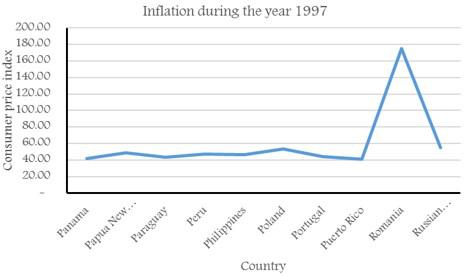 Inflation during the year 1997
Consumer price index
200.00
180.00
160.00
140.00
120.00
100.00
80.00
60.00
40.00
20.00
-
Panama
Papua New…
Paraguay
Peru
Philippines
Poland
Portugal
Puerto Rico
Romania
Russian…
Country